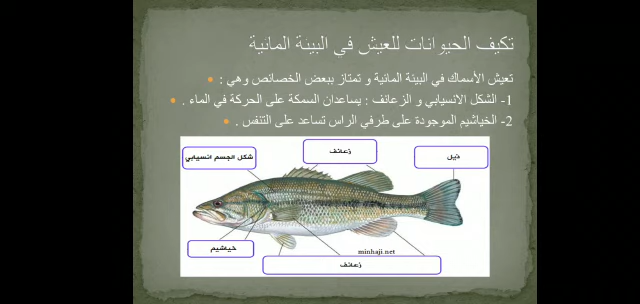 تكيف الحيوانات للعيش في البيئة المائية
تعيش الأسماك في البيئة المائية و تمتاز ببعض الخصائص وهي :
1- الشكل الانسيابي و الزعانف : يساعدان السمكة على الحركة في الماء .
2- الخياشيم الموجودة على طرفي الراس تساعد على التنفس .
ذيل
زعانف
شكل الجسم انسيابي
خياشيم
minhaji.net
زعانف